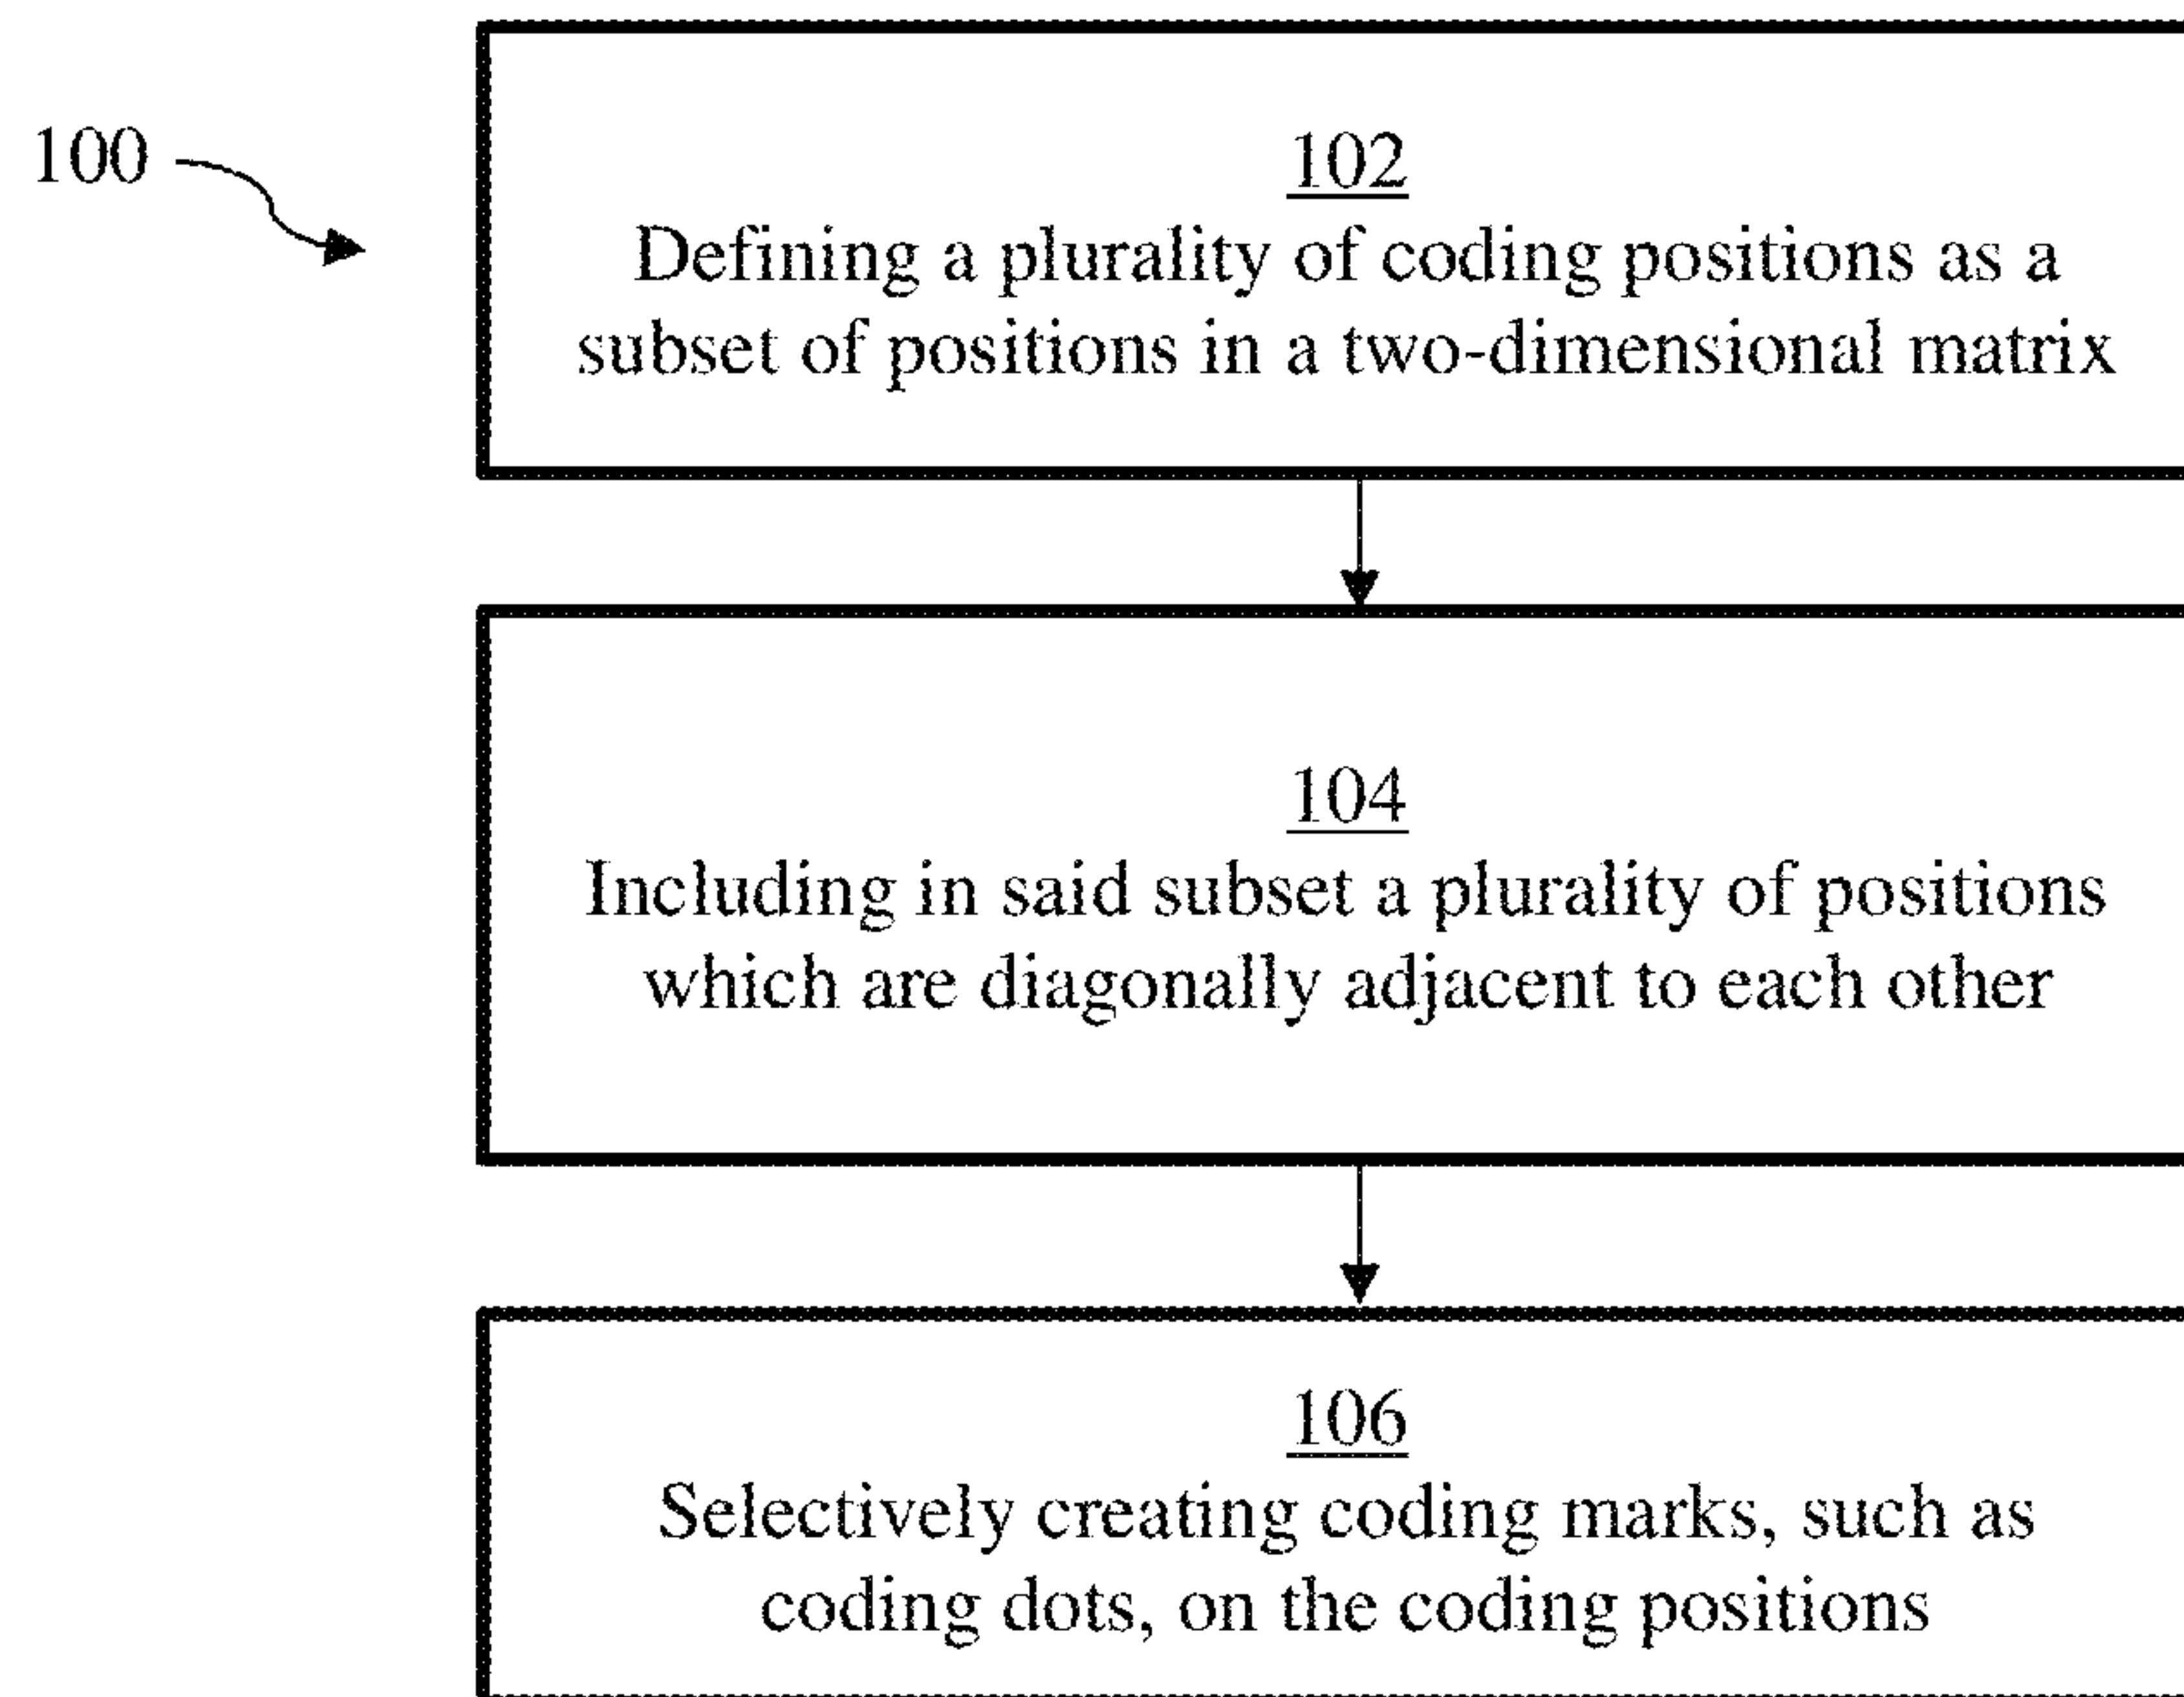 100
102
Defining a plurality of coding positions as a
subset of positions in a two-dimensional matrix
104
Including in said subset a plurality of positions
which are diagonally adjacent to each other
106
Selectively creating coding marks, such as
coding dots, on the coding positions